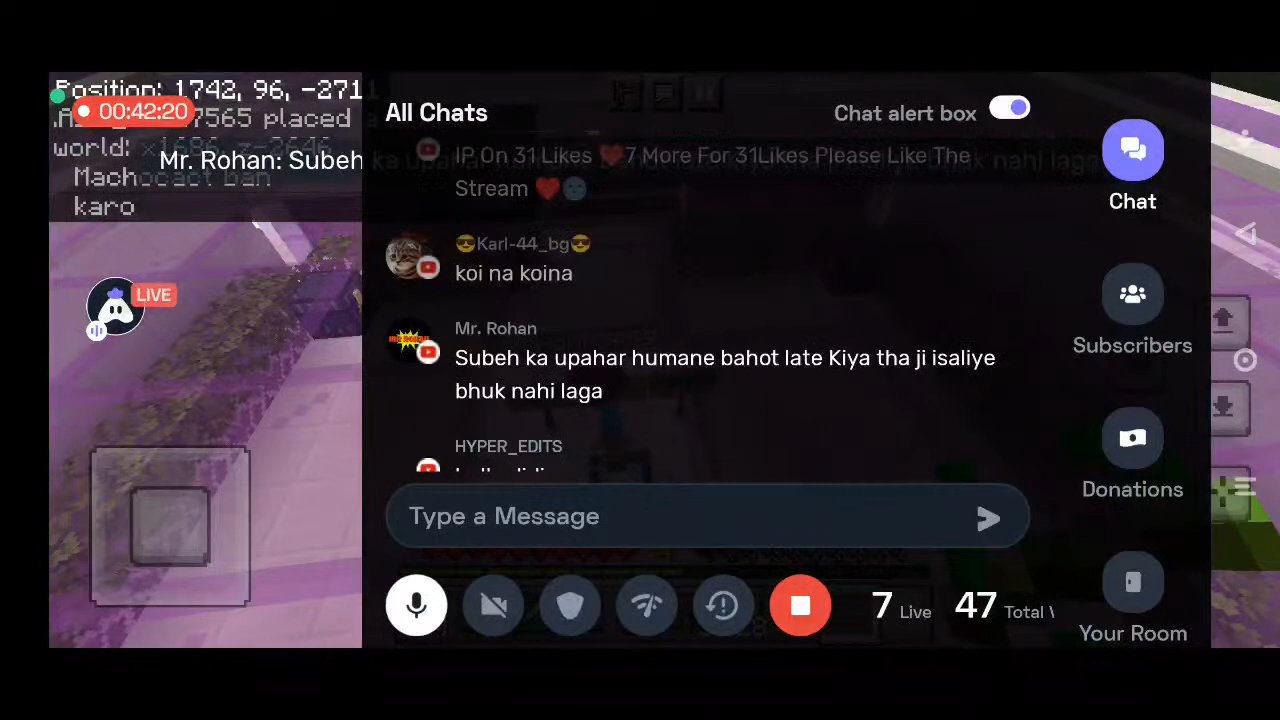 Position: 1742, 96, -271
00:42:20
7565 placed
world:
Mr. Rohan: Subeh
Machocact ban
karo
LIVE
All Chats
Chat alert box
IP On 31 Likes ❤️7 More For 31Likes Please Like The
Stream ❤️🌚
😎Karl-44_bg😎
koi na koina
Mr. Rohan
Subeh ka upahar humane bahot late Kiya tha ji isaliye
bhuk nahi laga
HYPER_EDITS
Type a Message
7 Live 47 Total
Chat
Subscribers
Donations
Your Room